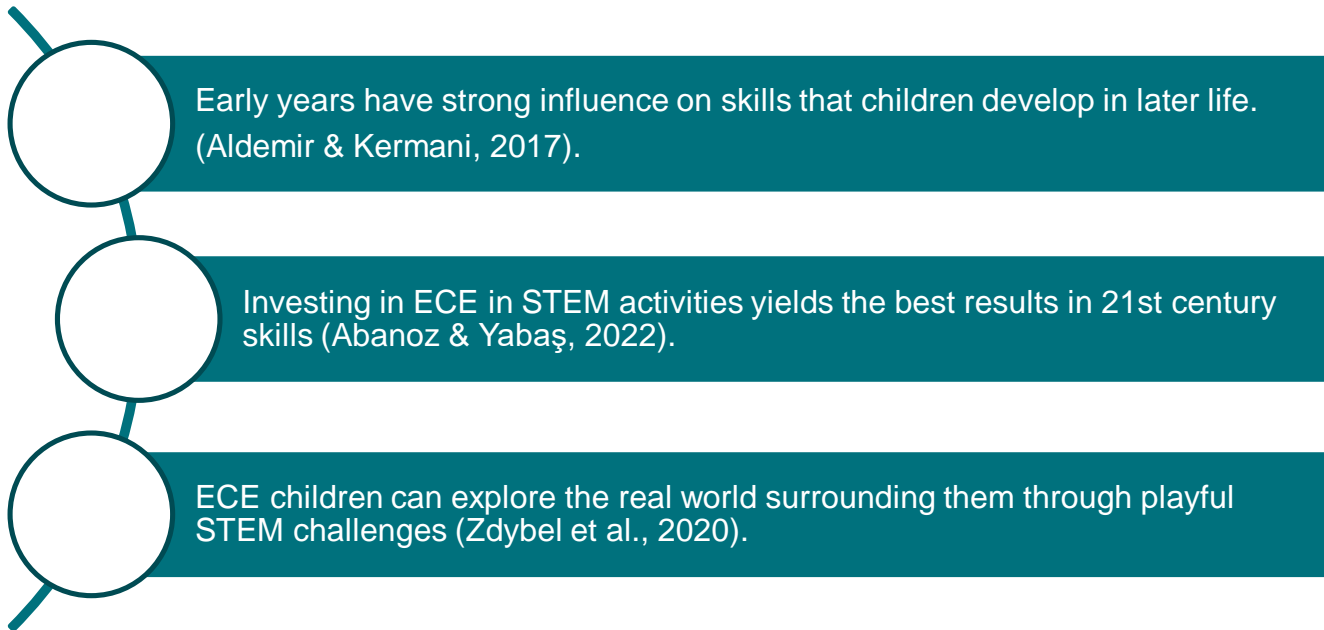 Early years have strong influence on skills that children develop in later life.
(Aldemir & Kermani, 2017).
Investing in ECE in STEM activities yields the best results in 21st century
skills (Abanoz & Yabaş, 2022).
ECE children can explore the real world surrounding them through playful
STEM challenges (Zdybel et al., 2020).